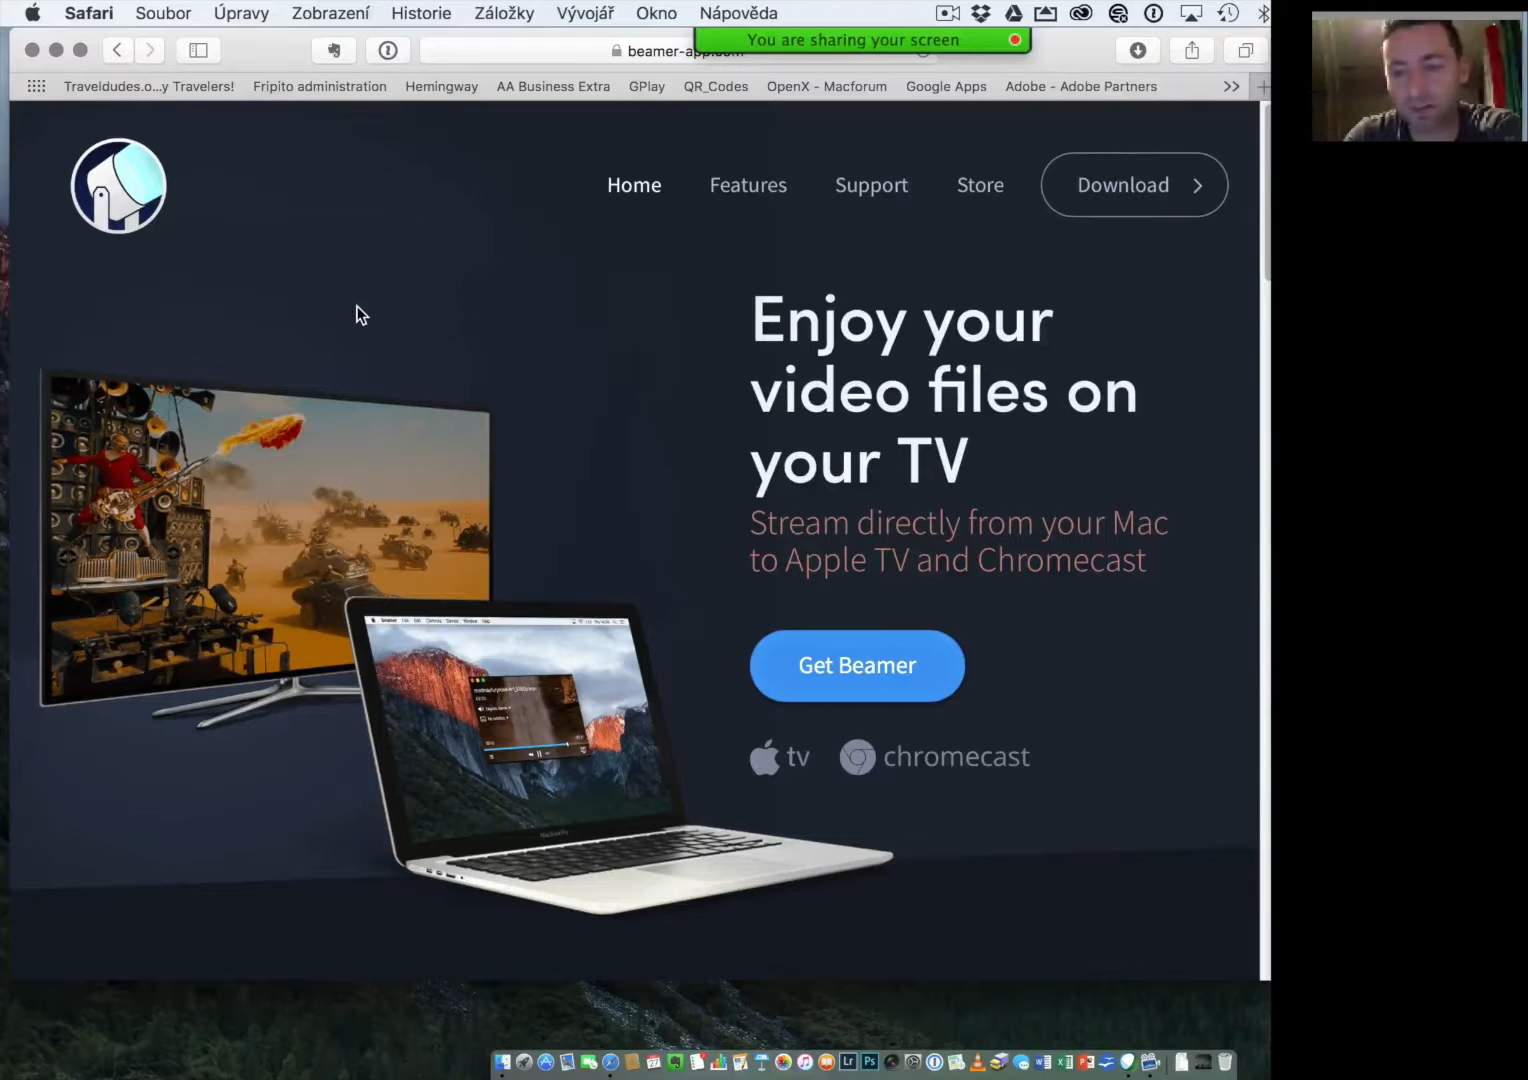 Safari Soubor Úpravy Zobrazení Historie Záložky Vývojář Okno Nápověda
You are sharing your screen
Traveldudes.o...y Travelers! Fripito administration Hemingway AA Business Extra GPlay QR_Codes OpenX - Macforum Google Apps Adobe - Adobe Partners >>
Home Features Support Store Download
Enjoy your
video files on
your TV
Stream directly from your Mac
to Apple TV and Chromecast
Get Beamer
tv chromecast
Lr Ps